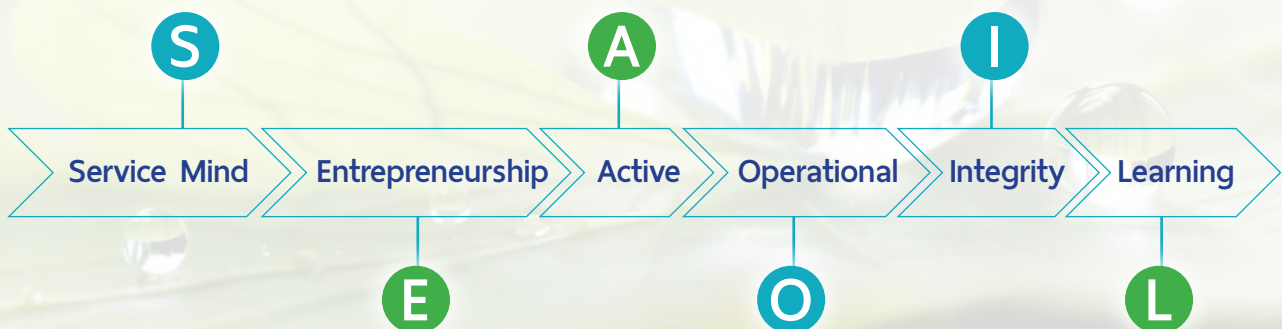 S
A
I
Service Mind
Entrepreneurship
Active
Operational
Integrity
Learning
E
O
L